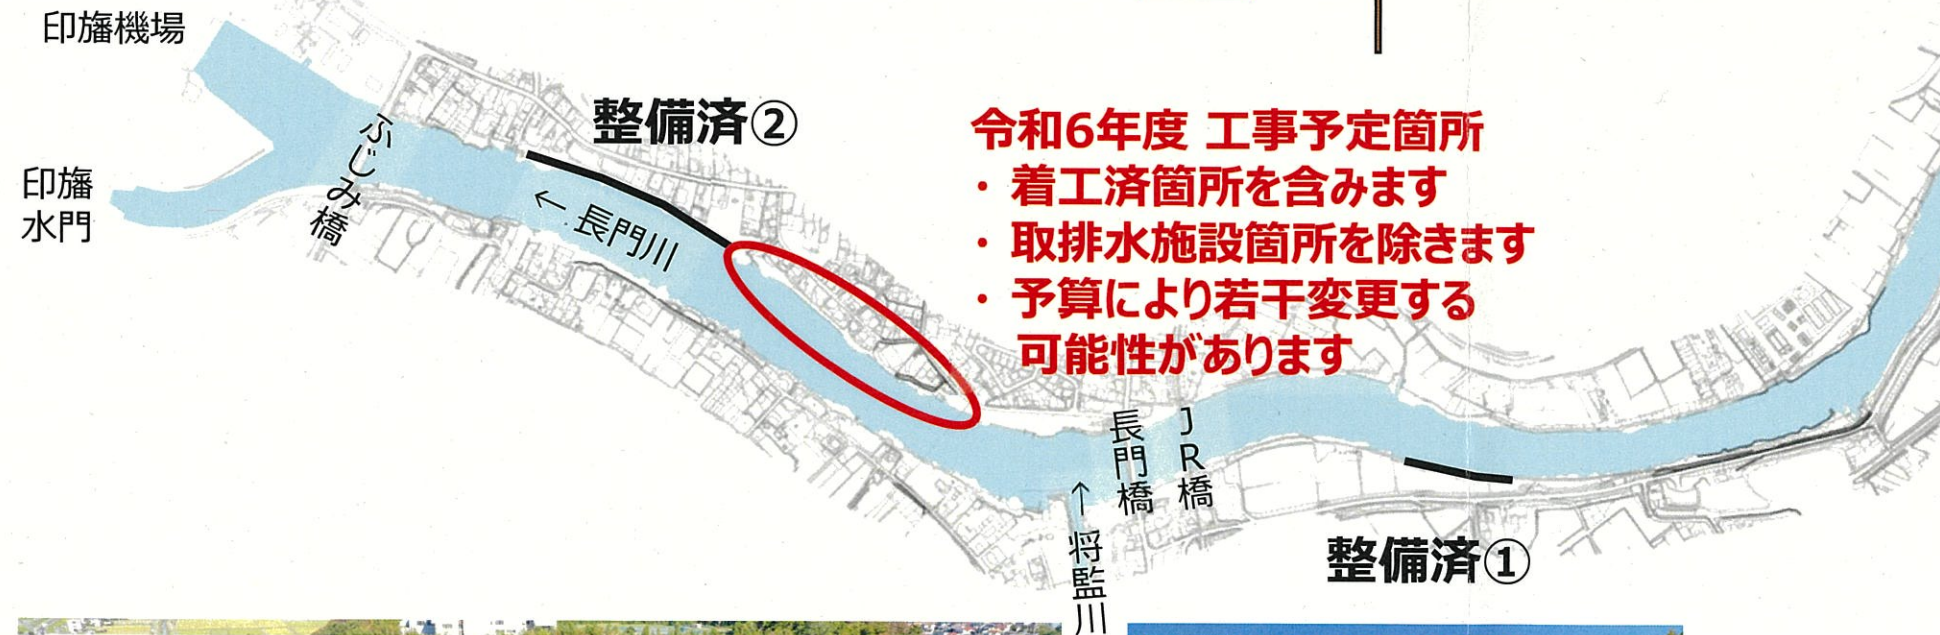 印旛機場
整備済②
令和6年度 工事予定箇所
・ 着工済箇所を含みます
・ 取排水施設箇所を除きます
・ 予算により若干変更する
可能性があります
印旛
水門
ふじみ橋
← 長門川
長門橋
JR橋
← 将監川
整備済①